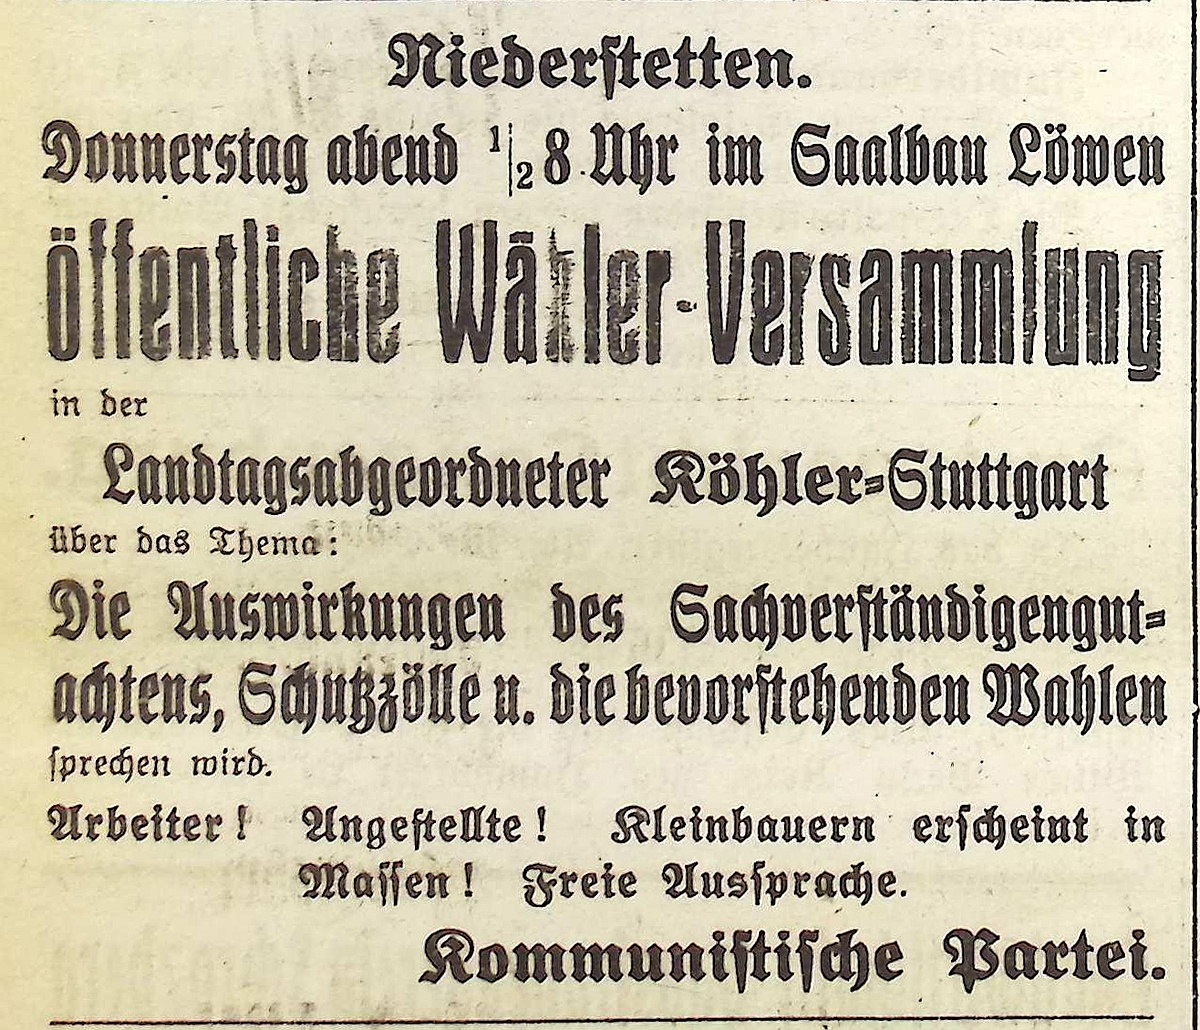 Niederstetten.
Donnerstag abend 1/2 8 Uhr im Saalbau Löwen
öffentliche Wähler-Versammlung
in der
Landtagsabgeordneter Köhler-Stuttgart
über das Thema:
Die Auswirkungen des Sachverständigengut-
achtens, Schutzzölle u. die bevorstehenden Wahlen
sprechen wird.
Arbeiter! Angestellte! Kleinbauern erscheint in
Massen! Freie Aussprache.
Kommunistische Partei.